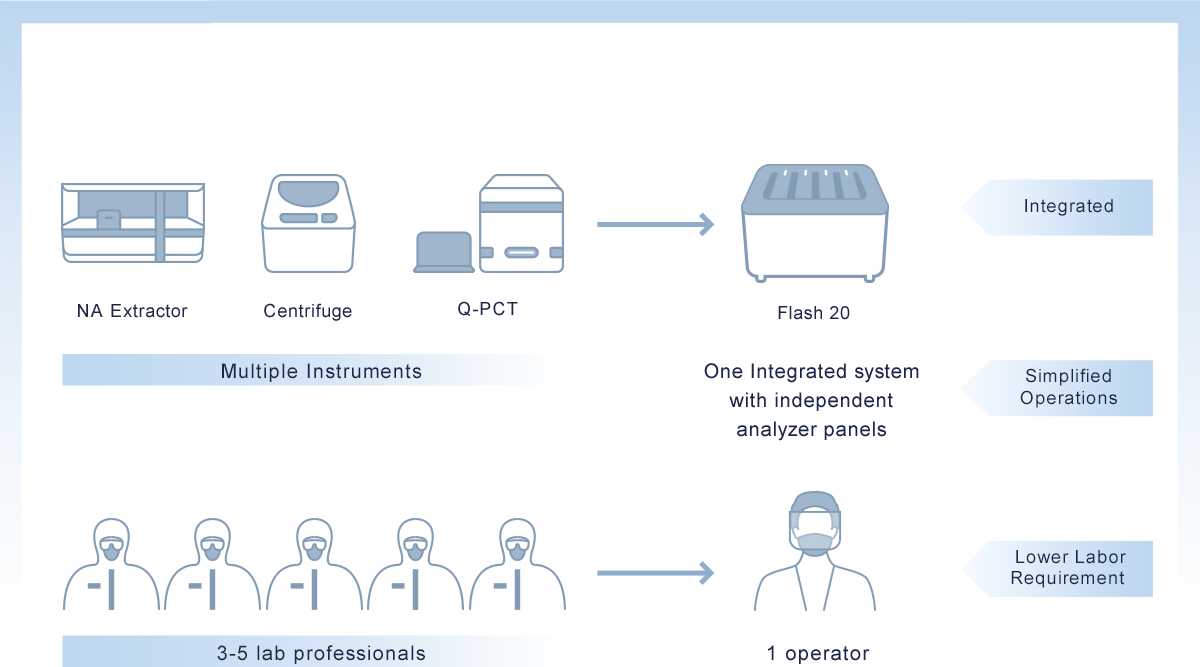 NA Extractor
Centrifuge
Q-PCT
Flash 20
Integrated
Multiple Instruments
One Integrated system
with independent
analyzer panels
Simplified
Operations
Lower Labor
Requirement
3-5 lab professionals
1 operator